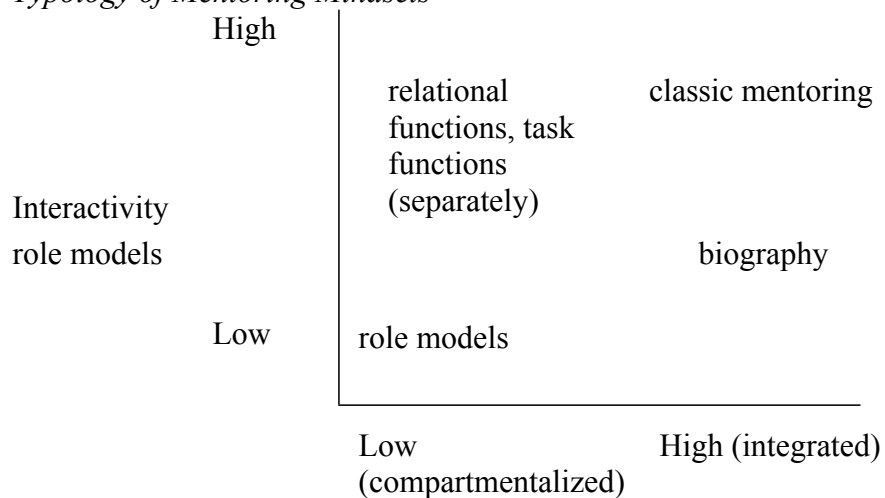 Typology of Mentoring Mindsets
High
relational
functions, task
functions
(separately)
classic mentoring
Interactivity
role models
biography
Low
role models
Low
(compartmentalized)
High (integrated)